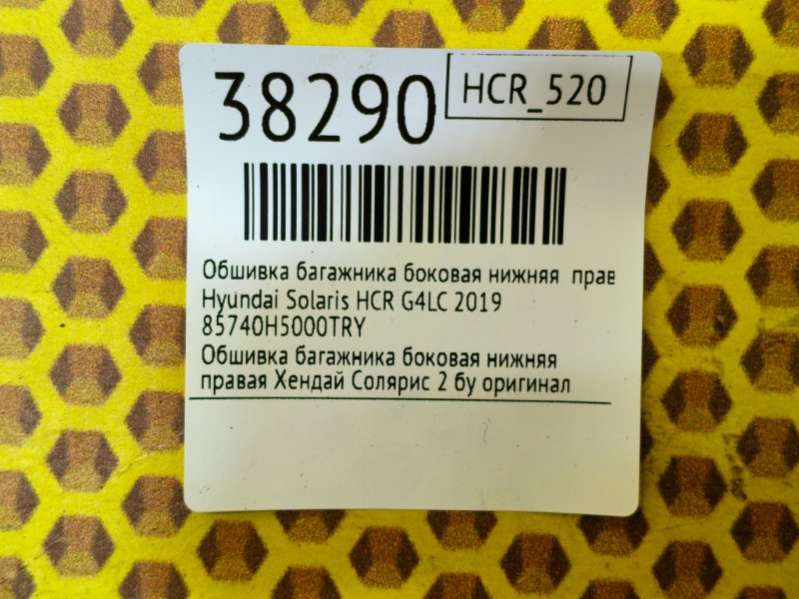 38290
HCR_520
Обшивка багажника боковая нижняя прав
Hyundai Solaris HCR G4LC 2019
85740H5000TRY
Обшивка багажника боковая нижняя
правая Хендай Солярис 2 бу оригинал